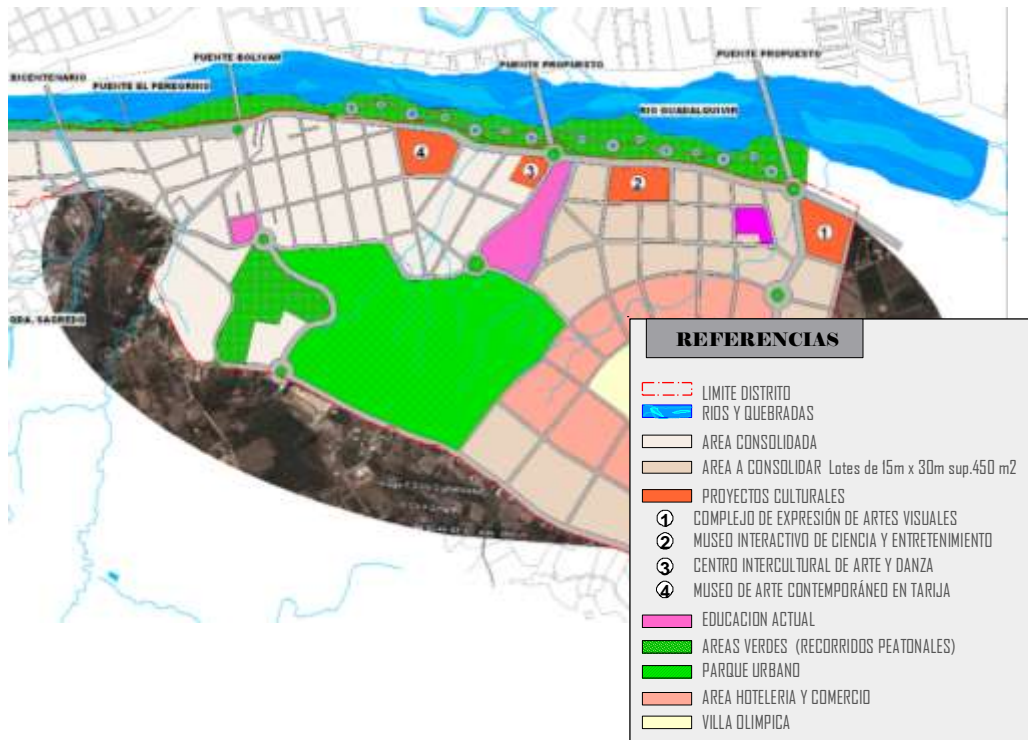 PUENTE BOLIVAR
PUENTE PROPUESTO
PUENTE PROPUESTO
BICENTENARIO
PUENTE EL PEREGRINO
RIO GUADALQUIVIR
4
3
2
1
QDA. SAGREDO
REFERENCIAS
LIMITE DISTRITO
RIOS Y QUEBRADAS
AREA CONSOLIDADA
AREA A CONSOLIDAR Lotes de 15m x 30m sup.450 m2
PROYECTOS CULTURALES
1 COMPLEJO DE EXPRESIÓN DE ARTES VISUALES
2 MUSEO INTERACTIVO DE CIENCIA Y ENTRETENIMIENTO
3 CENTRO INTERCULTURAL DE ARTE Y DANZA
4 MUSEO DE ARTE CONTEMPORÁNEO EN TARIJA
EDUCACION ACTUAL
AREAS VERDES (RECORRIDOS PEATONALES)
PARQUE URBANO
AREA HOTELERIA Y COMERCIO
VILLA OLIMPICA